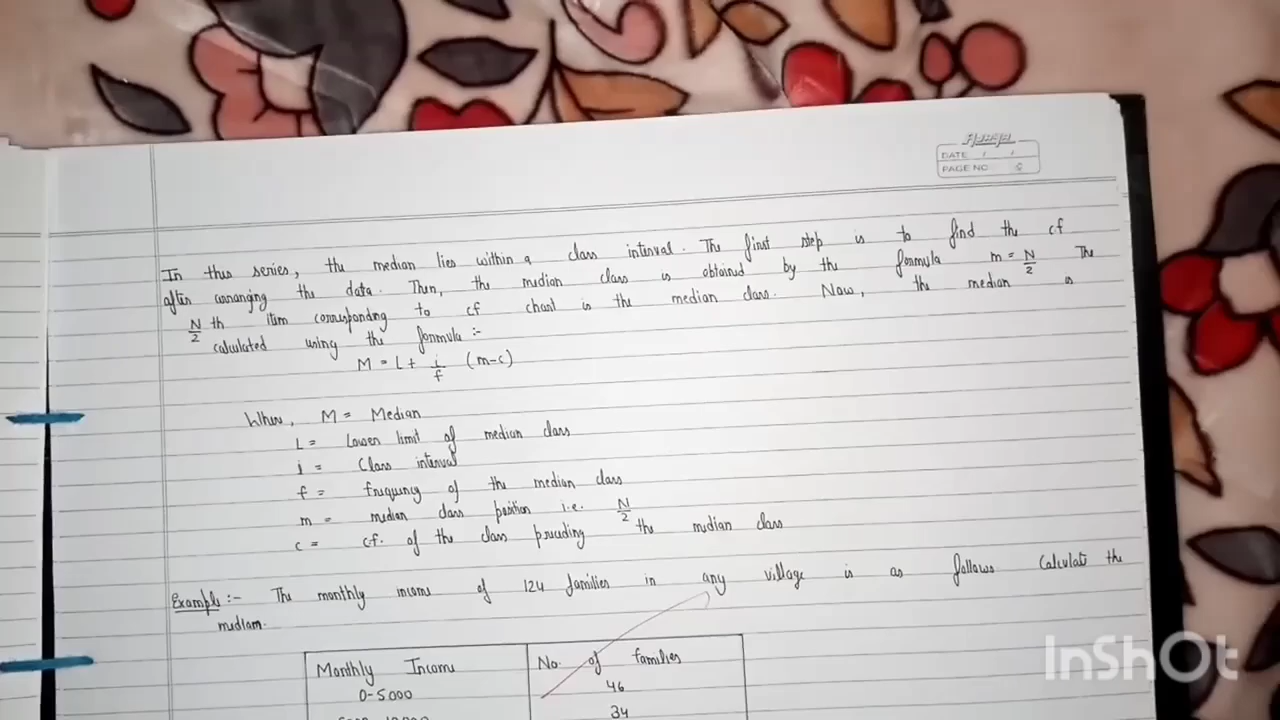 DATE / /
PAGE NO.
In this series, the median lies within a class interval. The first step is to find the cf
after arranging the data. Then, the median class is obtained by the formula m = N/2 The
N/2 th item corresponding to cf chart is the median class. Now, the median is
calculated using the formula :-
M = L + i/f (m-c)
Where, M = Median
L = Lower limit of median class
i = Class interval
f = frequency of the median class
m = median class position i.e. N/2
c = c.f. of the class preceding the median class
Example :- The monthly income of 124 families in any village is as follows Calculate the
median.
Monthly Income No. of families
0-5000 46
34
InShOt